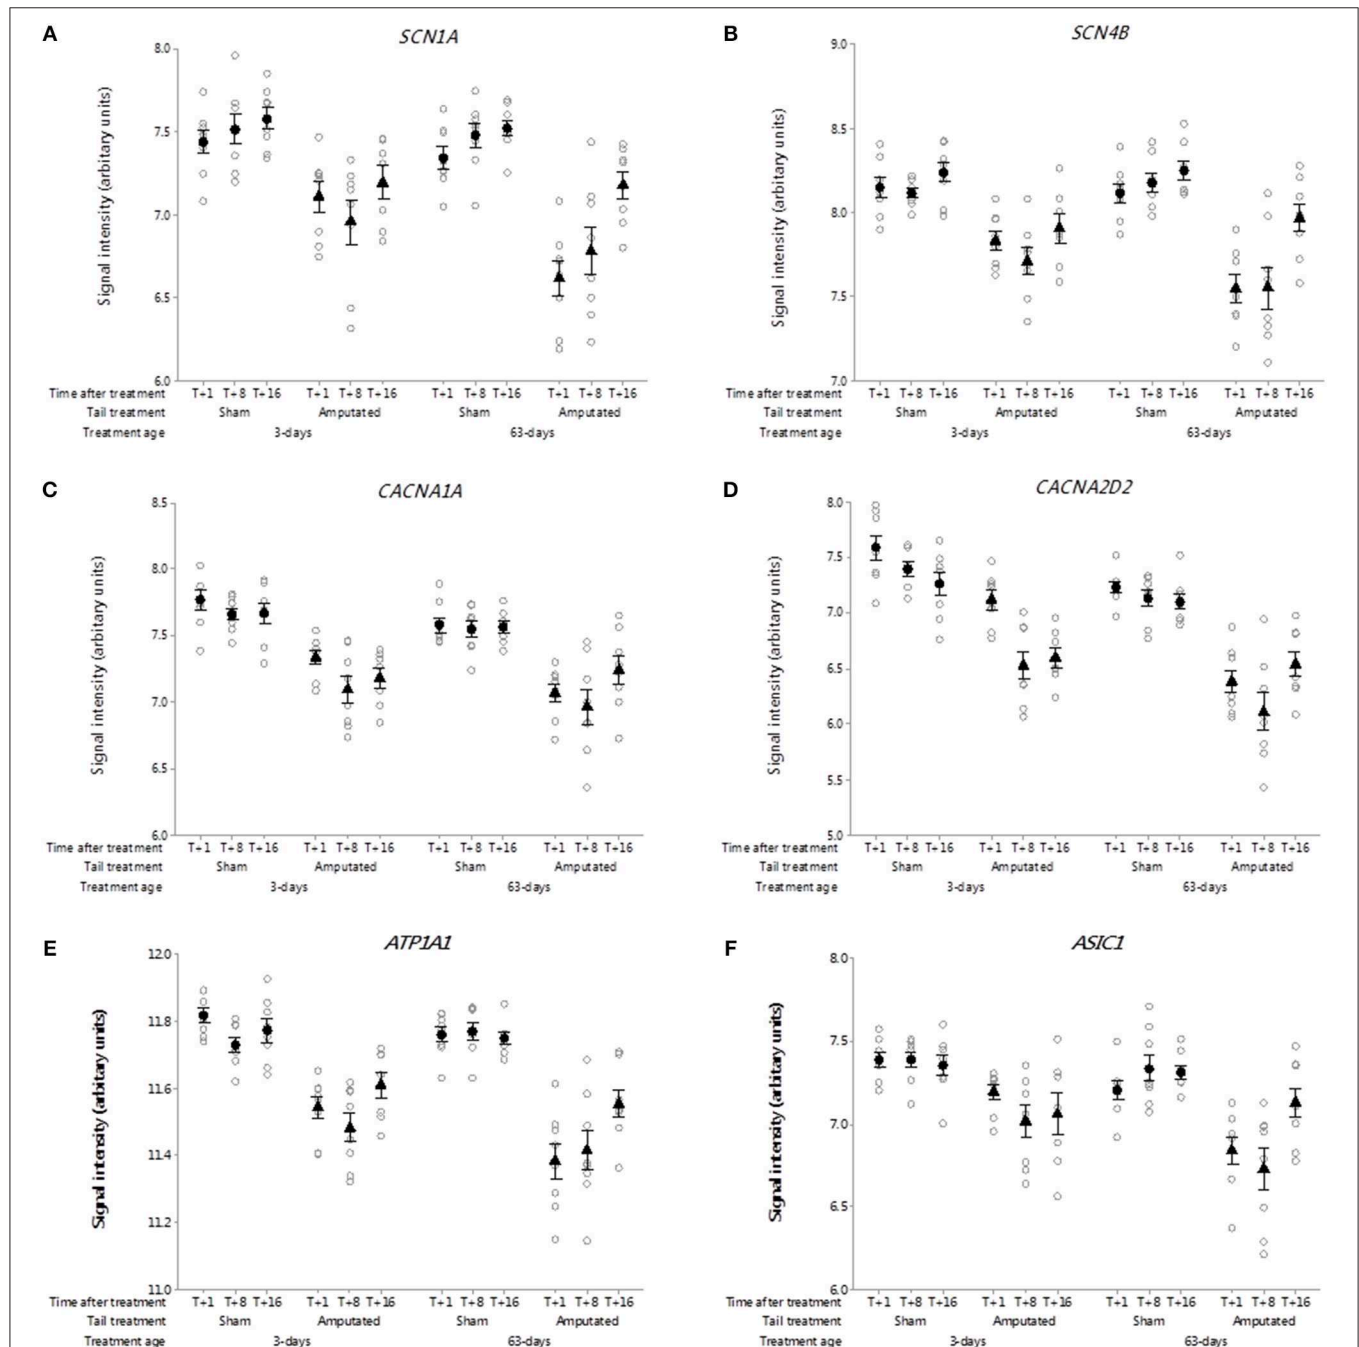 A
SCN1A
8.0
7.5
7.0
6.5
6.0
Signal intensity (arbitary units)
Time after treatment T+1 T+8 T+16 T+1 T+8 T+16 T+1 T+8 T+16 T+1 T+8 T+16
Tail treatment Sham Amputated Sham Amputated
Treatment age 3-days 63-days
B
SCN4B
9.0
8.5
8.0
7.5
7.0
Signal intensity (arbitary units)
Time after treatment T+1 T+8 T+16 T+1 T+8 T+16 T+1 T+8 T+16 T+1 T+8 T+16
Tail treatment Sham Amputated Sham Amputated
Treatment age 3-days 63-days
C
CACNA1A
8.5
8.0
7.5
7.0
6.5
6.0
Signal intensity (arbitary units)
Time after treatment T+1 T+8 T+16 T+1 T+8 T+16 T+1 T+8 T+16 T+1 T+8 T+16
Tail treatment Sham Amputated Sham Amputated
Treatment age 3-days 63-days
D
CACNA2D2
8.0
7.5
7.0
6.5
6.0
5.5
5.0
Signal intensity (arbitary units)
Time after treatment T+1 T+8 T+16 T+1 T+8 T+16 T+1 T+8 T+16 T+1 T+8 T+16
Tail treatment Sham Amputated Sham Amputated
Treatment age 3-days 63-days
E
ATP1A1
12.0
11.8
11.6
11.4
11.2
11.0
Signal intensity (arbitary units)
Time after treatment T+1 T+8 T+16 T+1 T+8 T+16 T+1 T+8 T+16 T+1 T+8 T+16
Tail treatment Sham Amputated Sham Amputated
Treatment age 3-days 63-days
F
ASIC1
8.0
7.5
7.0
6.5
6.0
Signal intensity (arbitary units)
Time after treatment T+1 T+8 T+16 T+1 T+8 T+16 T+1 T+8 T+16 T+1 T+8 T+16
Tail treatment Sham Amputated Sham Amputated
Treatment age 3-days 63-days